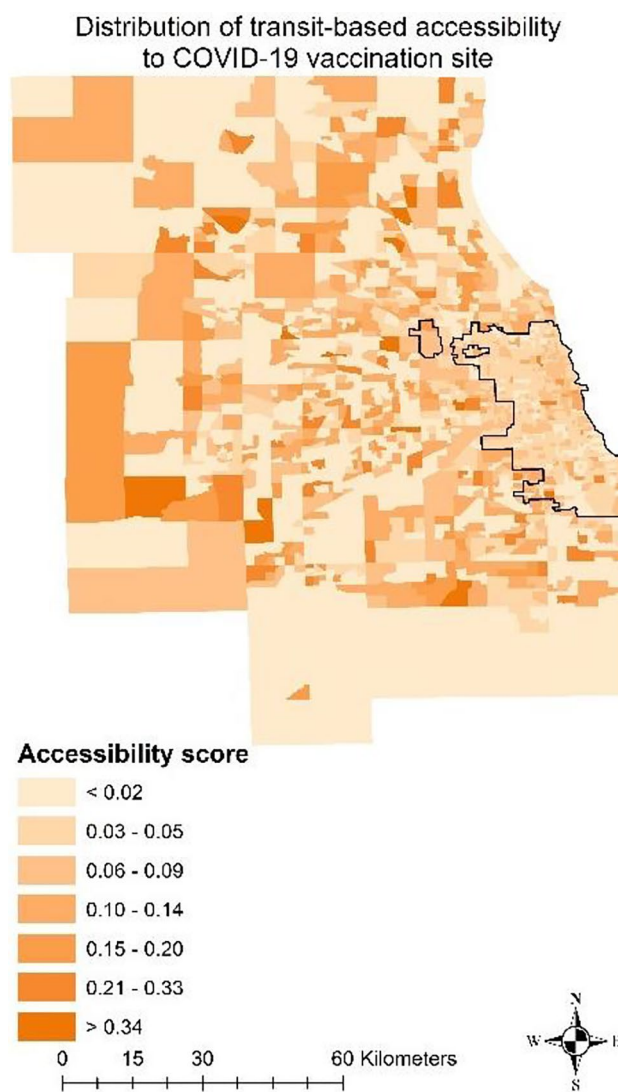 Distribution of transit-based accessibility
to COVID-19 vaccination site
Accessibility score
< 0.02
0.03 - 0.05
0.06 - 0.09
0.10 - 0.14
0.15 - 0.20
0.21 - 0.33
> 0.34
0 15 30 60 Kilometers
N
W E
S